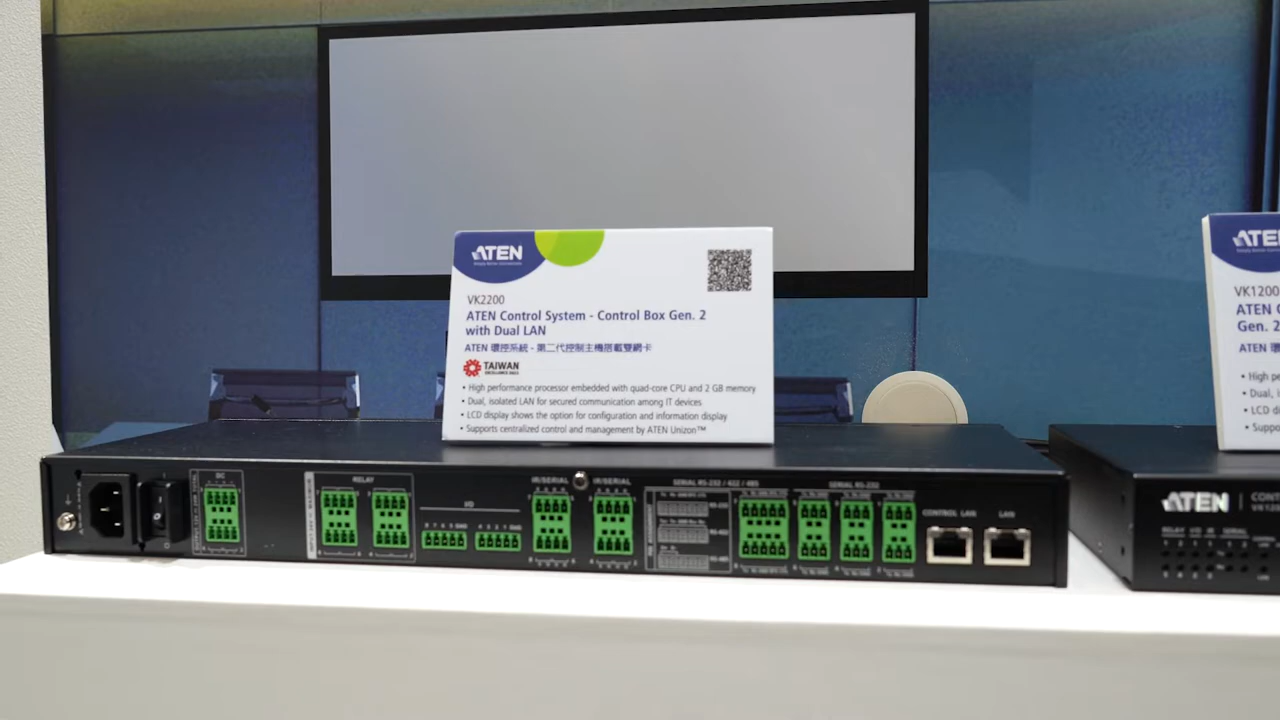 ATEN
Simply Better Connections
VK2200
ATEN Control System - Control Box Gen. 2
with Dual LAN
ATEN 環控系統 - 第二代控制主機搭載雙網卡
TAIWAN
EXCELLENCE
• High performance processor embedded with quad-core CPU and 2 GB memory
• Dual, isolated LAN for secured communication among IT devices
• LCD display shows the option for configuration and information display
• Supports centralized control and management by ATEN Unizon™
DC
RELAY
I/O
IR/SERIAL
IR/SERIAL
SERIAL RS-232 / 422 / 485
SERIAL RS-232
CONTROL LAN
LAN
ATEN
VK1200
ATEN
Gen. 2
ATEN
• High
• Dual,
• LCD
• Suppo
ATEN
RELAY I/O IR SERIAL